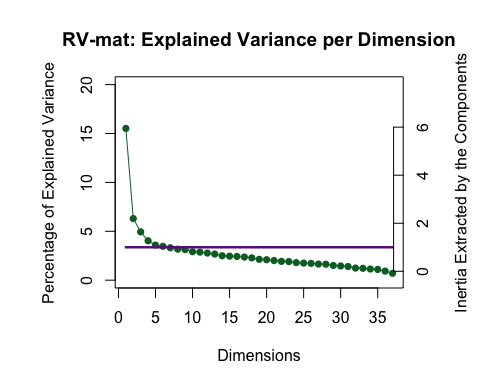 RV-mat: Explained Variance per Dimension
Percentage of Explained Variance
20
15
10
5
0
6
4
2
0
Inertia Extracted by the Components
0 5 10 15 20 25 30 35
Dimensions